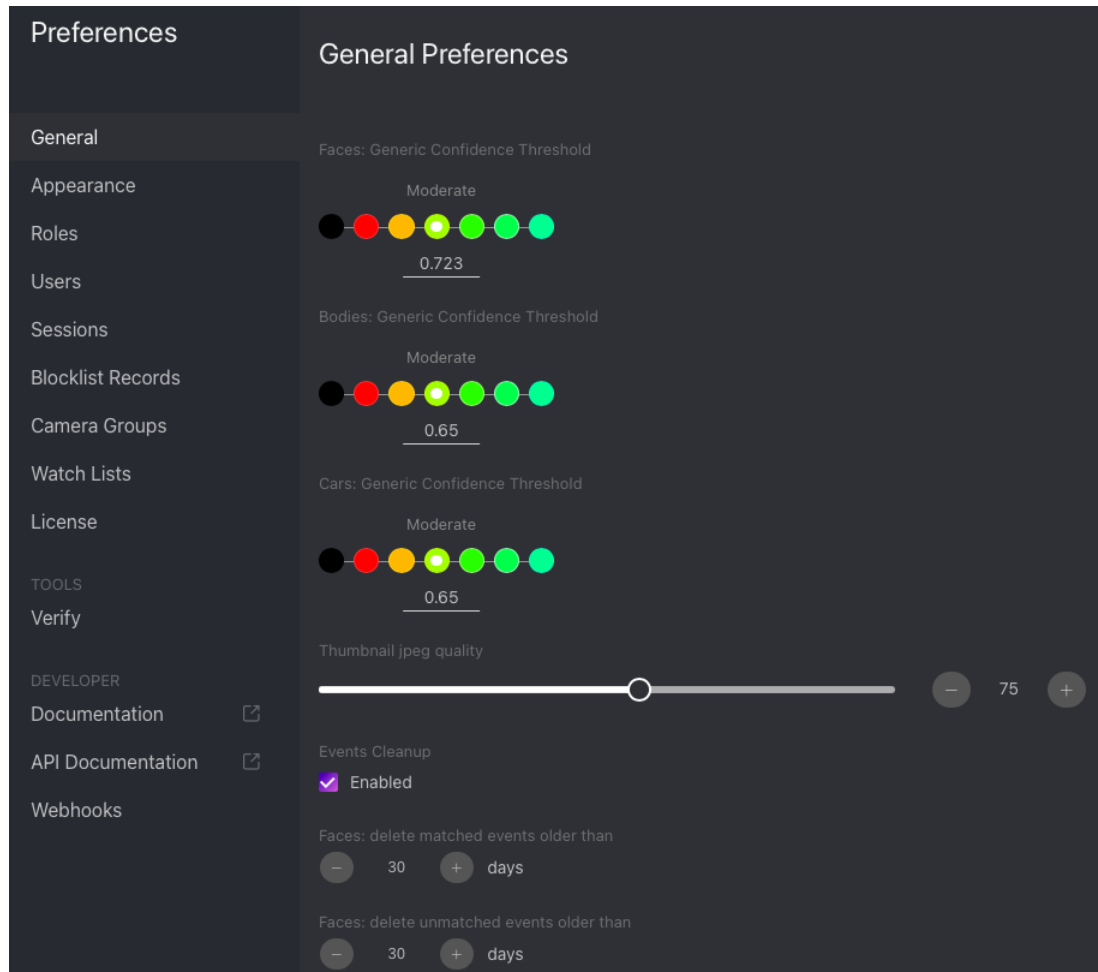 Preferences
General
Appearance
Roles
Users
Sessions
Blocklist Records
Camera Groups
Watch Lists
License
TOOLS
Verify
DEVELOPER
Documentation
API Documentation
Webhooks
General Preferences
Faces: Generic Confidence Threshold
Moderate
0.723
Bodies: Generic Confidence Threshold
Moderate
0.65
Cars: Generic Confidence Threshold
Moderate
0.65
Thumbnail jpeg quality
− 75 +
Events Cleanup
Enabled
Faces: delete matched events older than
− 30 + days
Faces: delete unmatched events older than
− 30 + days